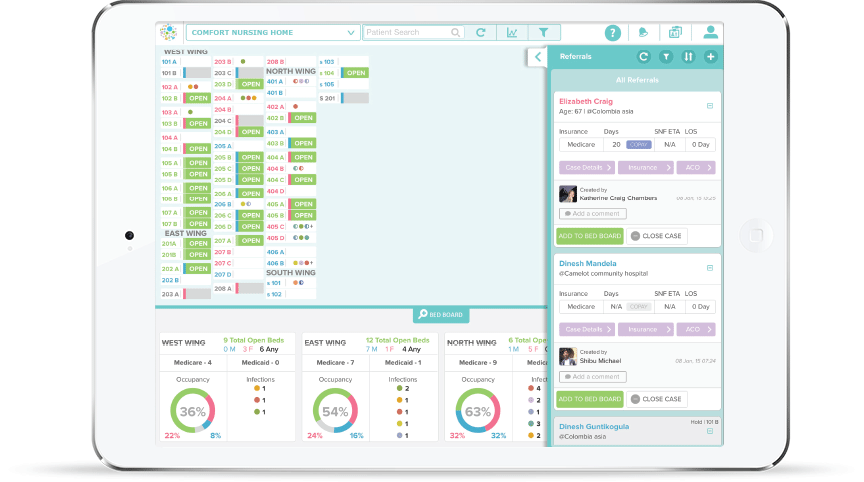 COMFORT NURSING HOME
Patient Search
WEST WING
101 A
101 B
102 A
102 B OPEN
103 A
103 B OPEN
104 A
104 B OPEN
105 A OPEN
105 B OPEN
106 A OPEN
106 B OPEN
107 A OPEN
107 B OPEN
EAST WING
201A OPEN
201B OPEN
202 A OPEN
202 B
203 A
203 B
203 C
203 D OPEN
204 A
204 B
204 C
204 D OPEN
205 A
205 B OPEN
205 C OPEN
205 D OPEN
206 A OPEN
206 B
206 C OPEN
206 D OPEN
207 A OPEN
207 B
207 C
207 D
208 A
208 B
NORTH WING
401 A
401 B
402 A
402 B OPEN
403 A
403 B OPEN
404 A OPEN
404 B OPEN
404 C OPEN
404 D
405 A OPEN
405 B OPEN
405 C
405 D
406 A
406 B
SOUTH WING
s 101
s 102
s 103
s 104 OPEN
s 105
S 201
BED BOARD
WEST WING
9 Total Open Beds
0 M 3 F 6 Any
Medicare - 4 Medicaid - 0
Occupancy Infections
36%
1
1
1
22% 8%
EAST WING
12 Total Open Beds
7 M 1 F 4 Any
Medicare - 7 Medicaid - 1
Occupancy Infections
54%
2
1
1
1
1
24% 16%
NORTH WING
6 Total Open
1M 5 F
Medicare - 9 Medic
Occupancy Infec
63%
4
2
1
3
2
32% 32%
Referrals
All Referrals
Elizabeth Craig
Age: 67 | @Colombia asia
Insurance Days SNF ETA LOS
Medicare 20 COPAY N/A 0 Day
Case Details Insurance ACO
Created by
Katherine Craig Chambers
Add a comment
ADD TO BED BOARD CLOSE CASE
Dinesh Mandela
@Camelot community hospital
Insurance Days SNF ETA LOS
Medicare N/A COPAY N/A 0 Day
Case Details Insurance ACO
Created by
Shibu Michael 08 Jan, 15 07:24
Add a comment
ADD TO BED BOARD CLOSE CASE
Hold | 101 B
Dinesh Guntikogula
@Colombia asia